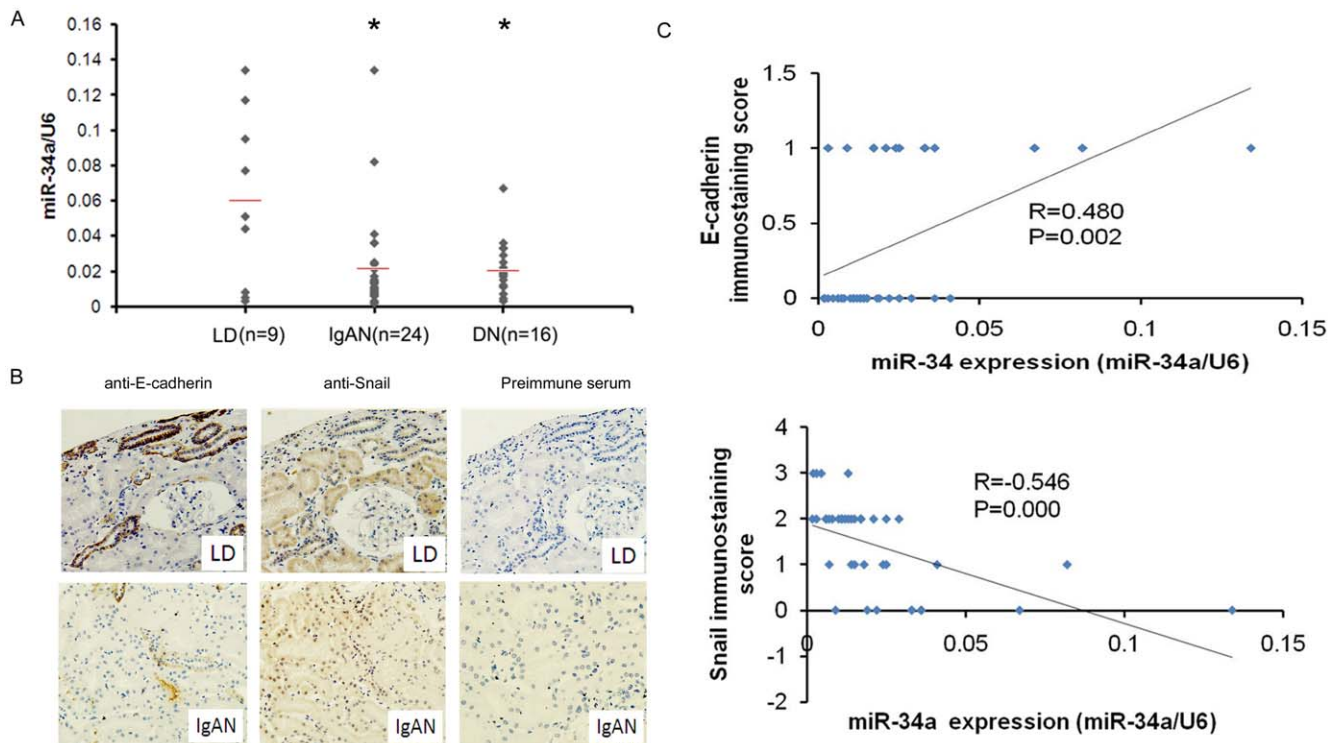 A
miR-34a/U6
0.16
0.14
0.12
0.1
0.08
0.06
0.04
0.02
0
*
*
LD(n=9)
IgAN(n=24)
DN(n=16)
B
anti-E-cadherin
anti-Snail
Preimmune serum
LD
LD
LD
IgAN
IgAN
IgAN
C
E-cadherin
immunostaining score
1.5
1
0.5
0
R=0.480
P=0.002
0
0.05
0.1
0.15
miR-34 expression (miR-34a/U6)
Snail immunostaining
score
4
3
2
1
0
-1
-2
R=-0.546
P=0.000
0
0.05
0.1
0.15
miR-34a expression (miR-34a/U6)